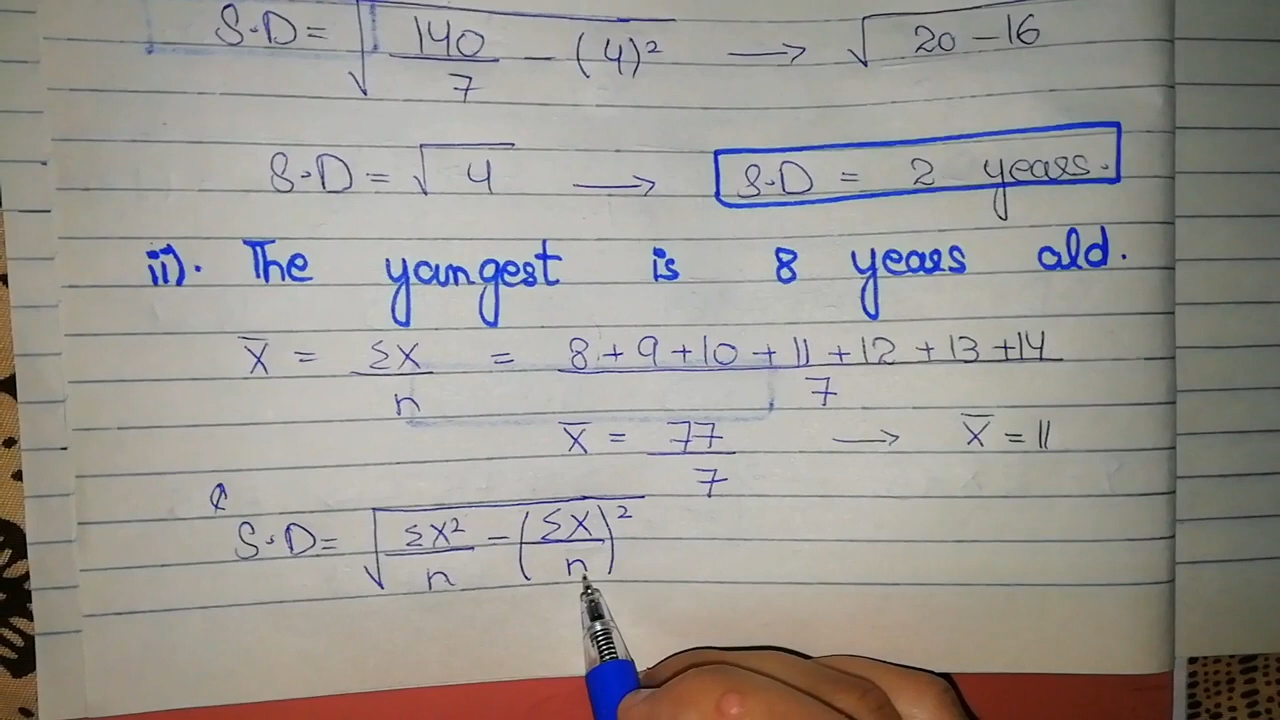 S.D = √140/7 - (4)² → √20-16
S.D = √4 → S.D = 2 years.
ii). The yangest is 8 years ald.
X̄ = ΣX/n = 8+9+10+11+12+13+14/7
X̄ = 77/7 → X̄ = 11
¢
S.D = √ΣX²/n - (ΣX/n)²